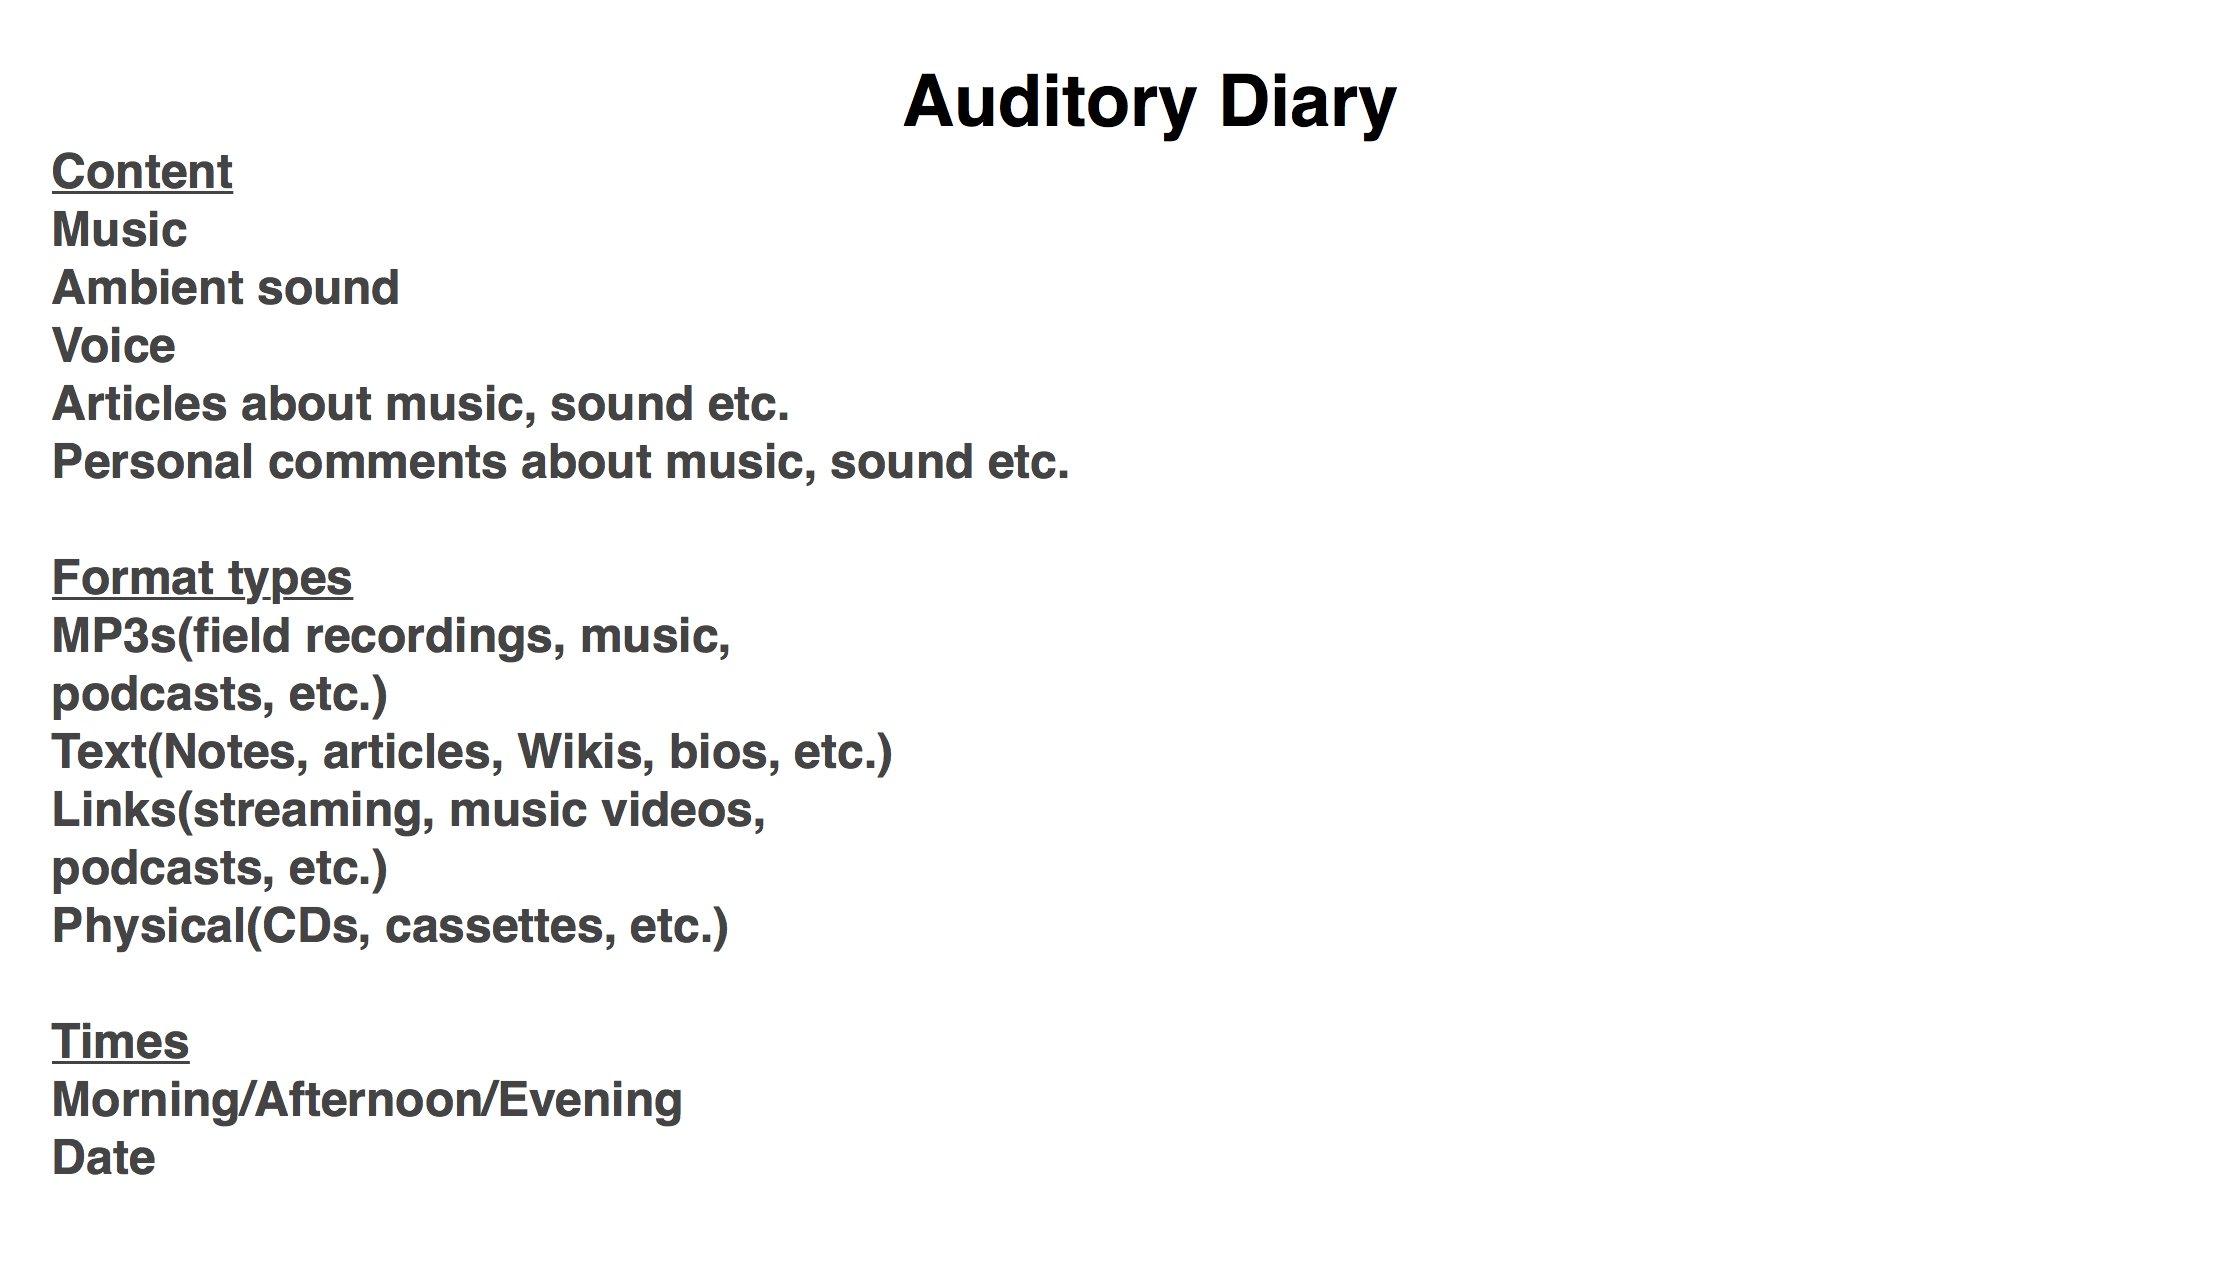 Auditory Diary
Content
Music
Ambient sound
Voice
Articles about music, sound etc.
Personal comments about music, sound etc.
Format types
MP3s(field recordings, music,
podcasts, etc.)
Text(Notes, articles, Wikis, bios, etc.)
Links(streaming, music videos,
podcasts, etc.)
Physical(CDs, cassettes, etc.)
Times
Morning/Afternoon/Evening
Date